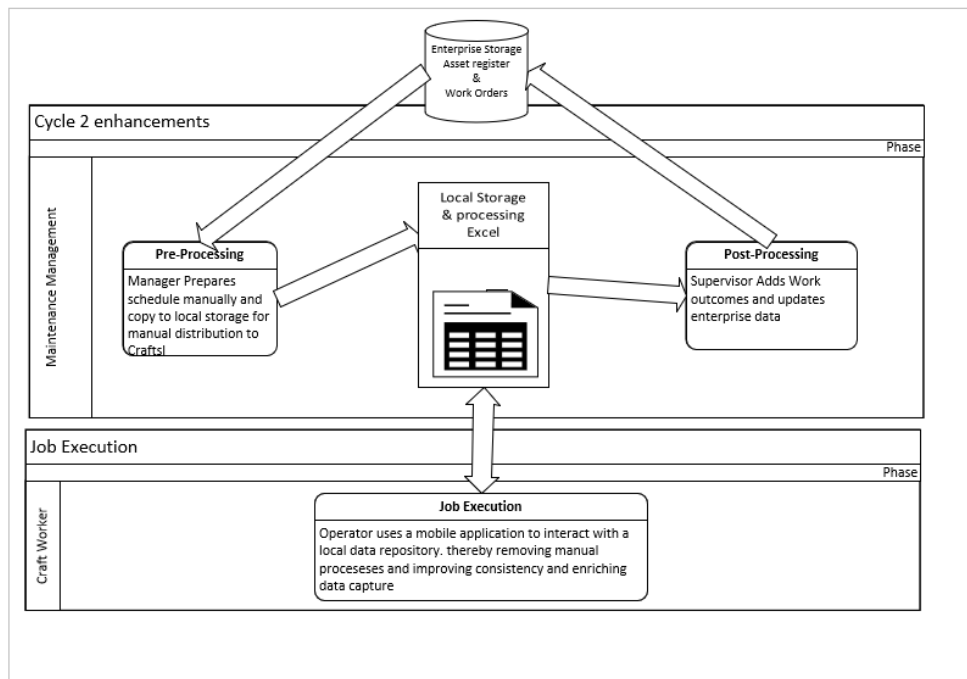 Enterprise Storage
Asset register
&
Work Orders
Cycle 2 enhancements
Phase
Maintenance Management
Local Storage
& processing
Excel
Pre-Processing
Manager Prepares
schedule manually and
copy to local storage for
manual distribution to
Craftsl
Post-Processing
Supervisor Adds Work
outcomes and updates
enterprise data
Job Execution
Phase
Craft Worker
Job Execution
Operator uses a mobile application to interact with a
local data repository. thereby removing manual
proceseses and improving consistency and enriching
data capture